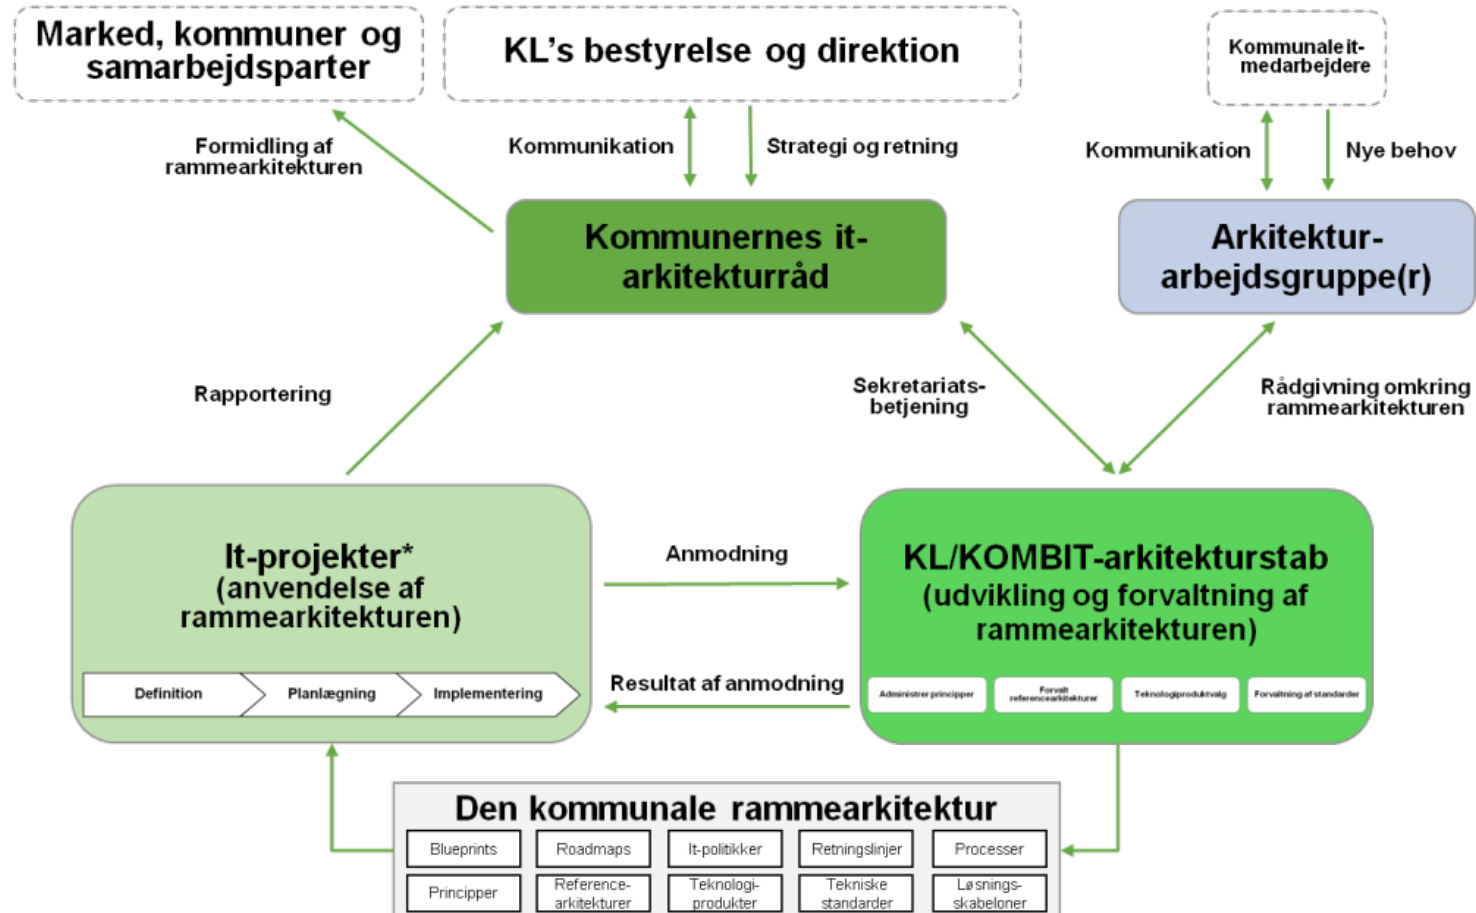 Marked, kommuner og
samarbejdsparter
KL's bestyrelse og direktion
Kommunale it-
medarbejdere
Formidling af
rammearkitekturen
Kommunikation
Strategi og retning
Kommunikation
Nye behov
Kommunernes it-
arkitekturråd
Arkitektur-
arbejdsgruppe(r)
Rapportering
Sekretariats-
betjening
Rådgivning omkring
rammearkitekturen
It-projekter*
(anvendelse af
rammearkitekturen)
Definition
Planlægning
Implementering
Anmodning
Resultat af anmodning
KL/KOMBIT-arkitekturstab
(udvikling og forvaltning af
rammearkitekturen)
Administrer principper
Forvalt
referencearkitekturer
Teknologiproduktvalg
Forvaltning af standarder
Den kommunale rammearkitektur
Blueprints
Roadmaps
It-politikker
Retningslinjer
Processer
Principper
Reference-
arkitekturer
Teknologi-
produkter
Tekniske
standarder
Løsnings-
skabeloner